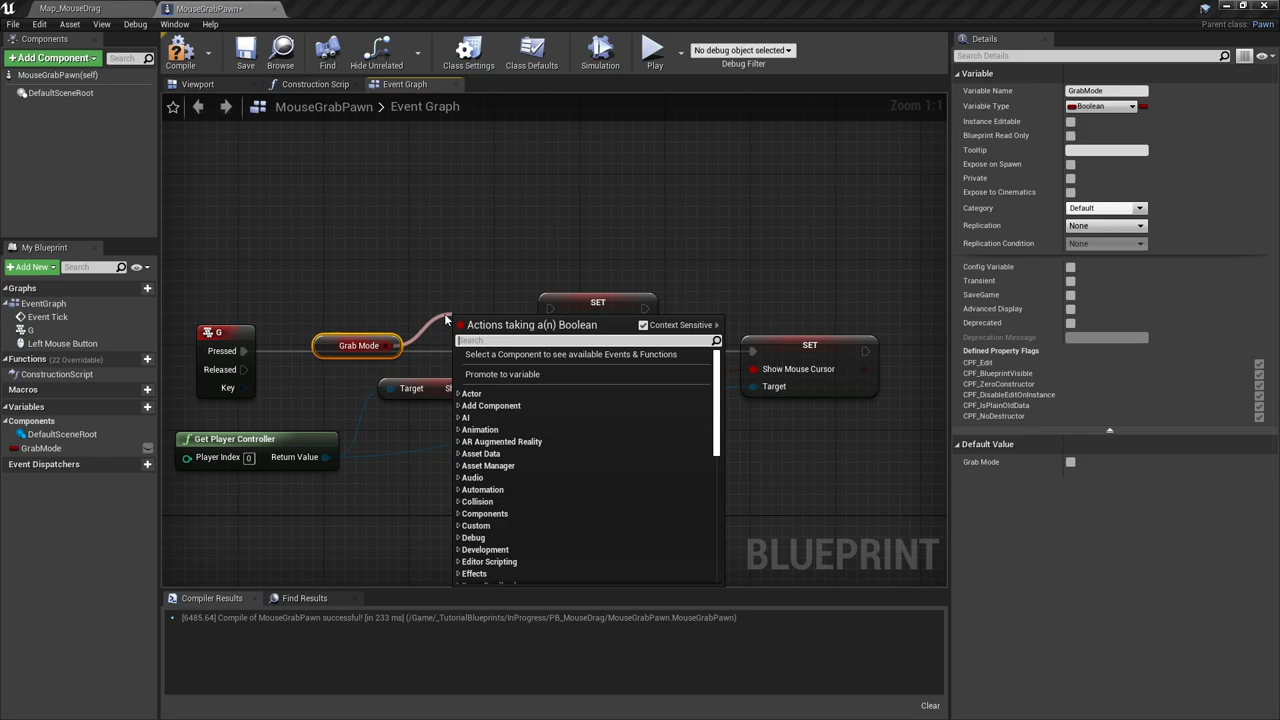 Map_MouseDrag
MouseGrabPawn*
File Edit Asset View Debug Window Help
Parent class: Pawn
Components
+Add Component
Search
MouseGrabPawn(self)
DefaultSceneRoot
Compile
Save
Browse
Find
Hide Unrelated
Class Settings
Class Defaults
Simulation
Play
No debug object selected
Debug Filter
Viewport
Construction Scrip
Event Graph
MouseGrabPawn > Event Graph
Zoom 1:1
My Blueprint
+Add New
Search
Graphs
EventGraph
Event Tick
G
Left Mouse Button
Functions (22 Overridable)
ConstructionScript
Macros
Variables
Components
DefaultSceneRoot
GrabMode
Event Dispatchers
G
Pressed
Released
Key
Grab Mode
Target
Get Player Controller
Player Index 0
Return Value
SET
SET
Show Mouse Cursor
Target
Actions taking a(n) Boolean
Context Sensitive
Search
Select a Component to see available Events & Functions
Promote to variable
Actor
Add Component
AI
Animation
AR Augmented Reality
Asset Data
Asset Manager
Audio
Automation
Collision
Components
Custom
Debug
Development
Editor Scripting
Effects
BLUEPRINT
Compiler Results
Find Results
[6485.64] Compile of MouseGrabPawn successful! [in 233 ms] (/Game/_TutorialBlueprints/InProgress/PB_MouseDrag/MouseGrabPawn.MouseGrabPawn)
Clear
Details
Search Details
Variable
Variable Name GrabMode
Variable Type Boolean
Instance Editable
Blueprint Read Only
Tooltip
Expose on Spawn
Private
Expose to Cinematics
Category Default
Replication None
Replication Condition None
Config Variable
Transient
SaveGame
Advanced Display
Deprecated
Deprecation Message
Defined Property Flags
CPF_Edit
CPF_BlueprintVisible
CPF_ZeroConstructor
CPF_DisableEditOnInstance
CPF_IsPlainOldData
CPF_NoDestructor
Default Value
Grab Mode